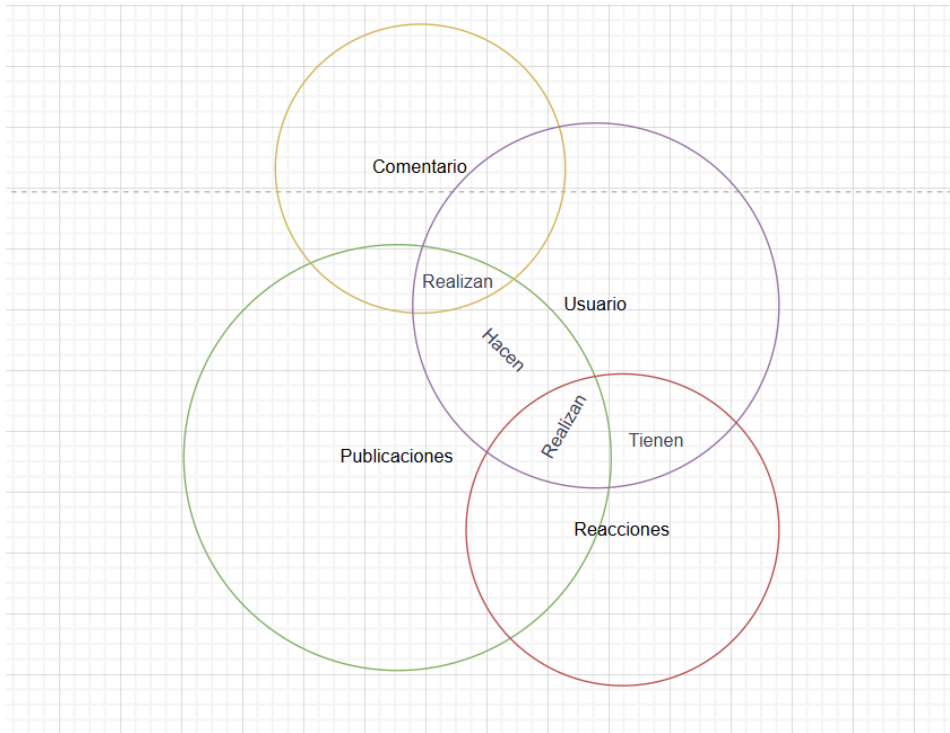 Comentario
Realizan
Usuario
Hacen
Realizan
Tienen
Publicaciones
Reacciones